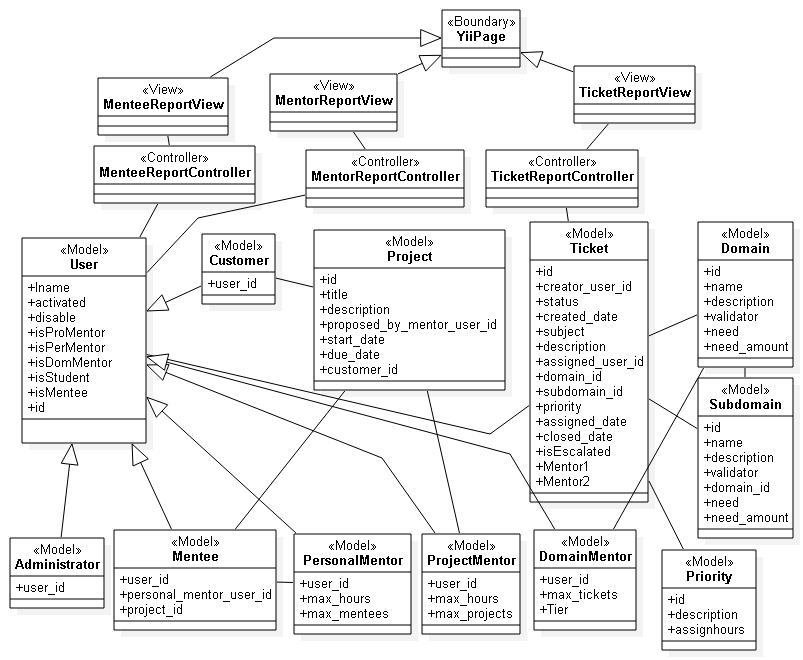 «Boundary»
YiiPage
«View»
MenteeReportView
«View»
MentorReportView
«View»
TicketReportView
«Controller»
MenteeReportController
«Controller»
MentorReportController
«Controller»
TicketReportController
«Model»
User
+lname
+activated
+disable
+isProMentor
+isPerMentor
+isDomMentor
+isStudent
+isMentee
+id
«Model»
Customer
+user_id
«Model»
Project
+id
+title
+description
+proposed_by_mentor_user_id
+start_date
+due_date
+customer_id
«Model»
Ticket
+id
+creator_user_id
+status
+created_date
+subject
+description
+assigned_user_id
+domain_id
+subdomain_id
+priority
+assigned_date
+closed_date
+isEscalated
+Mentor1
+Mentor2
«Model»
Domain
+id
+name
+description
+validator
+need
+need_amount
«Model»
Subdomain
+id
+name
+description
+validator
+domain_id
+need
+need_amount
«Model»
Administrator
+user_id
«Model»
Mentee
+user_id
+personal_mentor_user_id
+project_id
«Model»
PersonalMentor
+user_id
+max_hours
+max_mentees
«Model»
ProjectMentor
+user_id
+max_hours
+max_projects
«Model»
DomainMentor
+user_id
+max_tickets
+Tier
«Model»
Priority
+id
+description
+assignhours